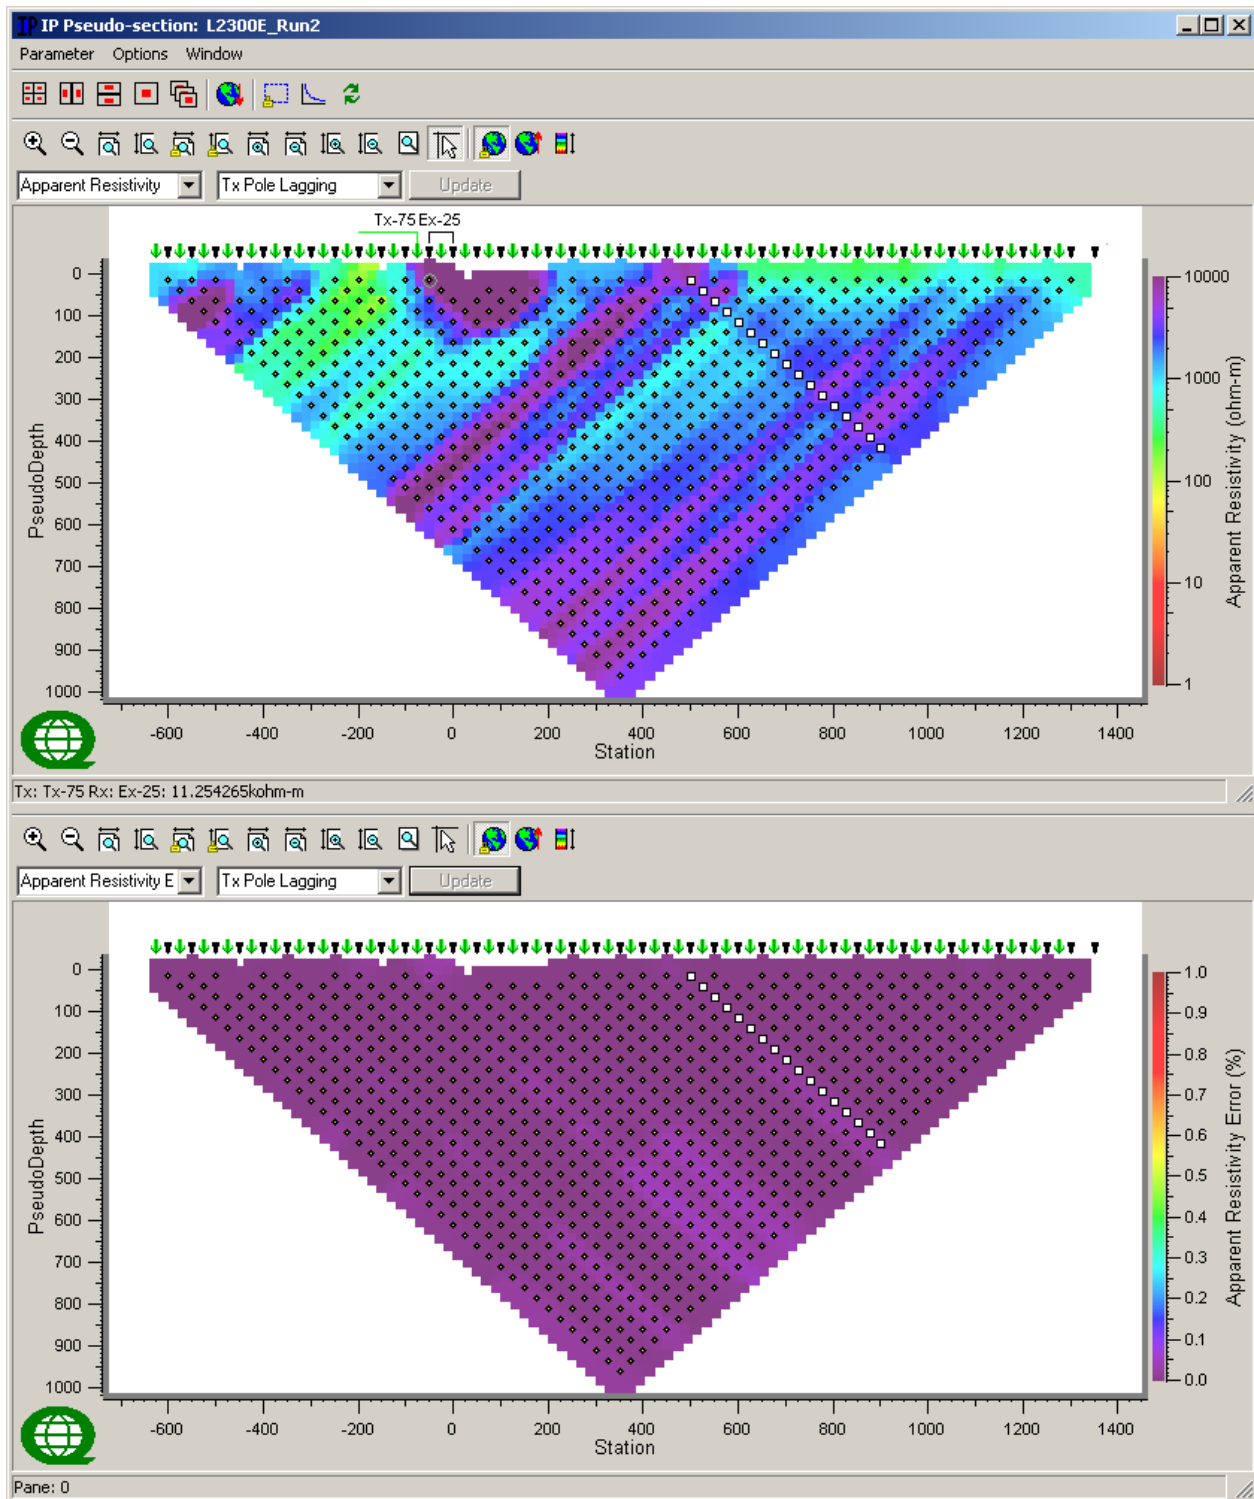 IP IP Pseudo-section: L2300E_Run2
Parameter Options Window
Apparent Resistivity Tx Pole Lagging Update
Tx-75 Ex-25
0
100
200
300
400
500
600
700
800
900
1000
PseudoDepth
-600 -400 -200 0 200 400 600 800 1000 1200 1400
Station
10000
1000
100
10
1
Apparent Resistivity (ohm-m)
Tx: Tx-75 Rx: Ex-25: 11.254265kohm-m
Apparent Resistivity E Tx Pole Lagging Update
0
100
200
300
400
500
600
700
800
900
1000
PseudoDepth
-600 -400 -200 0 200 400 600 800 1000 1200 1400
Station
1.0
0.9
0.8
0.7
0.6
0.5
0.4
0.3
0.2
0.1
0.0
Apparent Resistivity Error (%)
Pane: 0